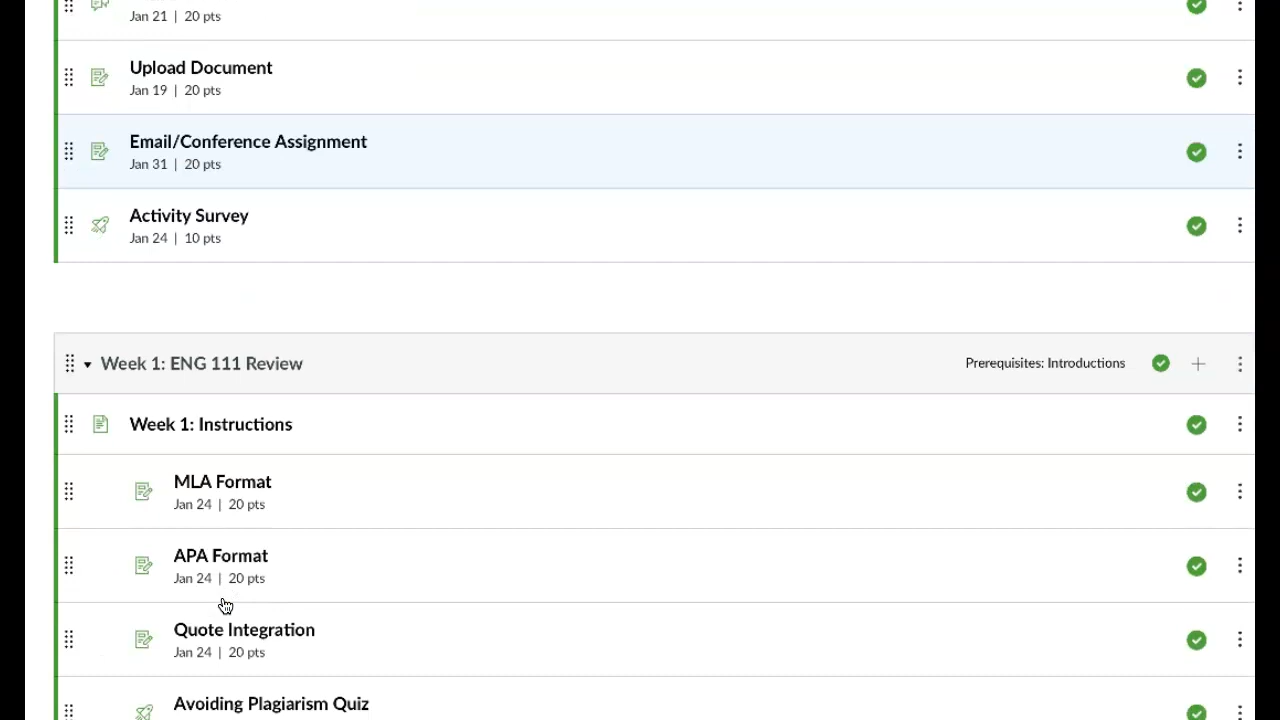 Jan 21 | 20 pts
Upload Document
Jan 19 | 20 pts
Email/Conference Assignment
Jan 31 | 20 pts
Activity Survey
Jan 24 | 10 pts
Week 1: ENG 111 Review
Prerequisites: Introductions
Week 1: Instructions
MLA Format
Jan 24 | 20 pts
APA Format
Jan 24 | 20 pts
Quote Integration
Jan 24 | 20 pts
Avoiding Plagiarism Quiz